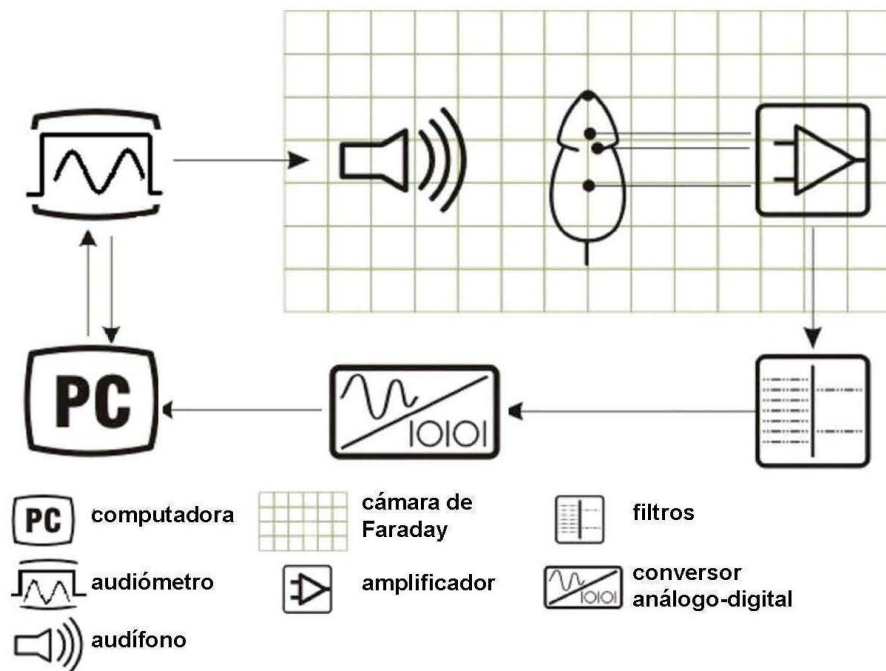 PC
IOIOI
PC
computadora
cámara de
Faraday
filtros
audiómetro
amplificador
IOIOI
conversor
análogo-digital
audífono